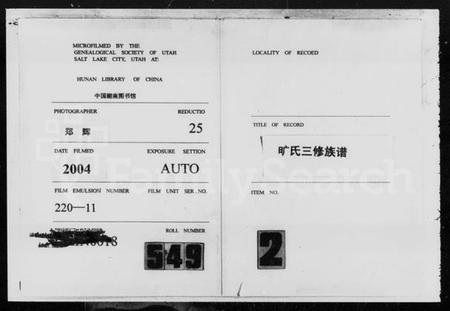 MICROFILMED BY THE
GENEALOGICAL SOCIETY OF UTAH
SALT LAKE CITY, UTAH AT:
HUNAN LIBRARY OF CHINA
中国湖南图书馆
PHOTOGRAPHER
REDUCTIO
郑 辉
25
DATE FILMED
EXPOSURE SETTION
2004
AUTO
FILM EMULSION NUMBER
FILM UNIT SER. NO.
220—11
ROLL NUMBER
549
LOCALITY OF RECOED
TITLE OF RECORD
旷氏三修族谱
ITEM NO.
2
FamilySearch